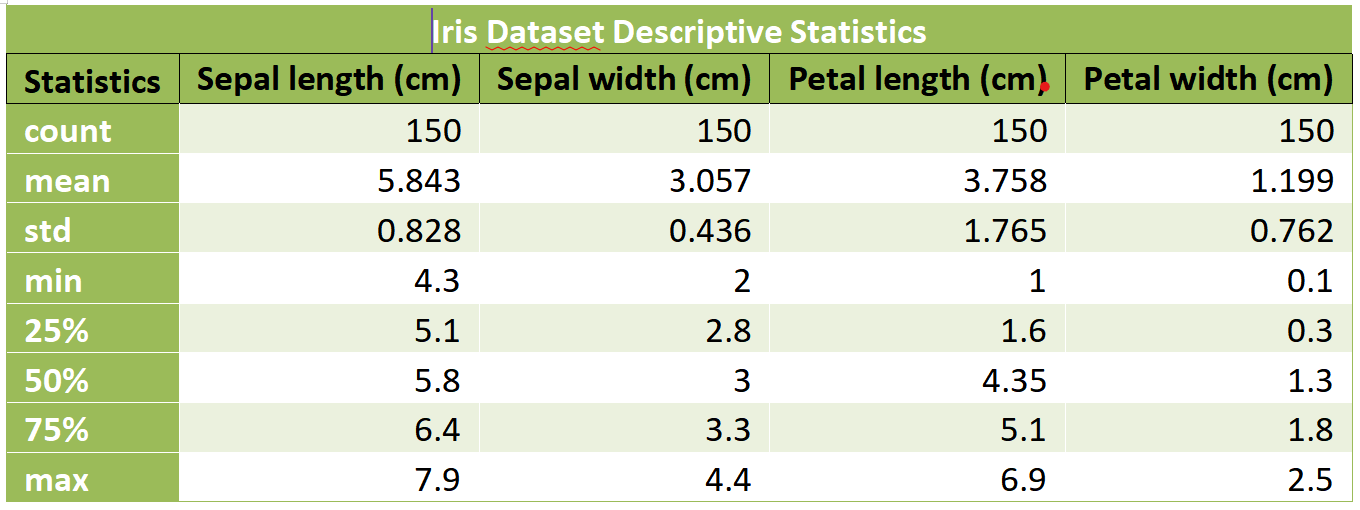 Iris Dataset Descriptive Statistics
Statistics Sepal length (cm) Sepal width (cm) Petal length (cm) Petal width (cm)
count 150 150 150 150
mean 5.843 3.057 3.758 1.199
std 0.828 0.436 1.765 0.762
min 4.3 2 1 0.1
25% 5.1 2.8 1.6 0.3
50% 5.8 3 4.35 1.3
75% 6.4 3.3 5.1 1.8
max 7.9 4.4 6.9 2.5